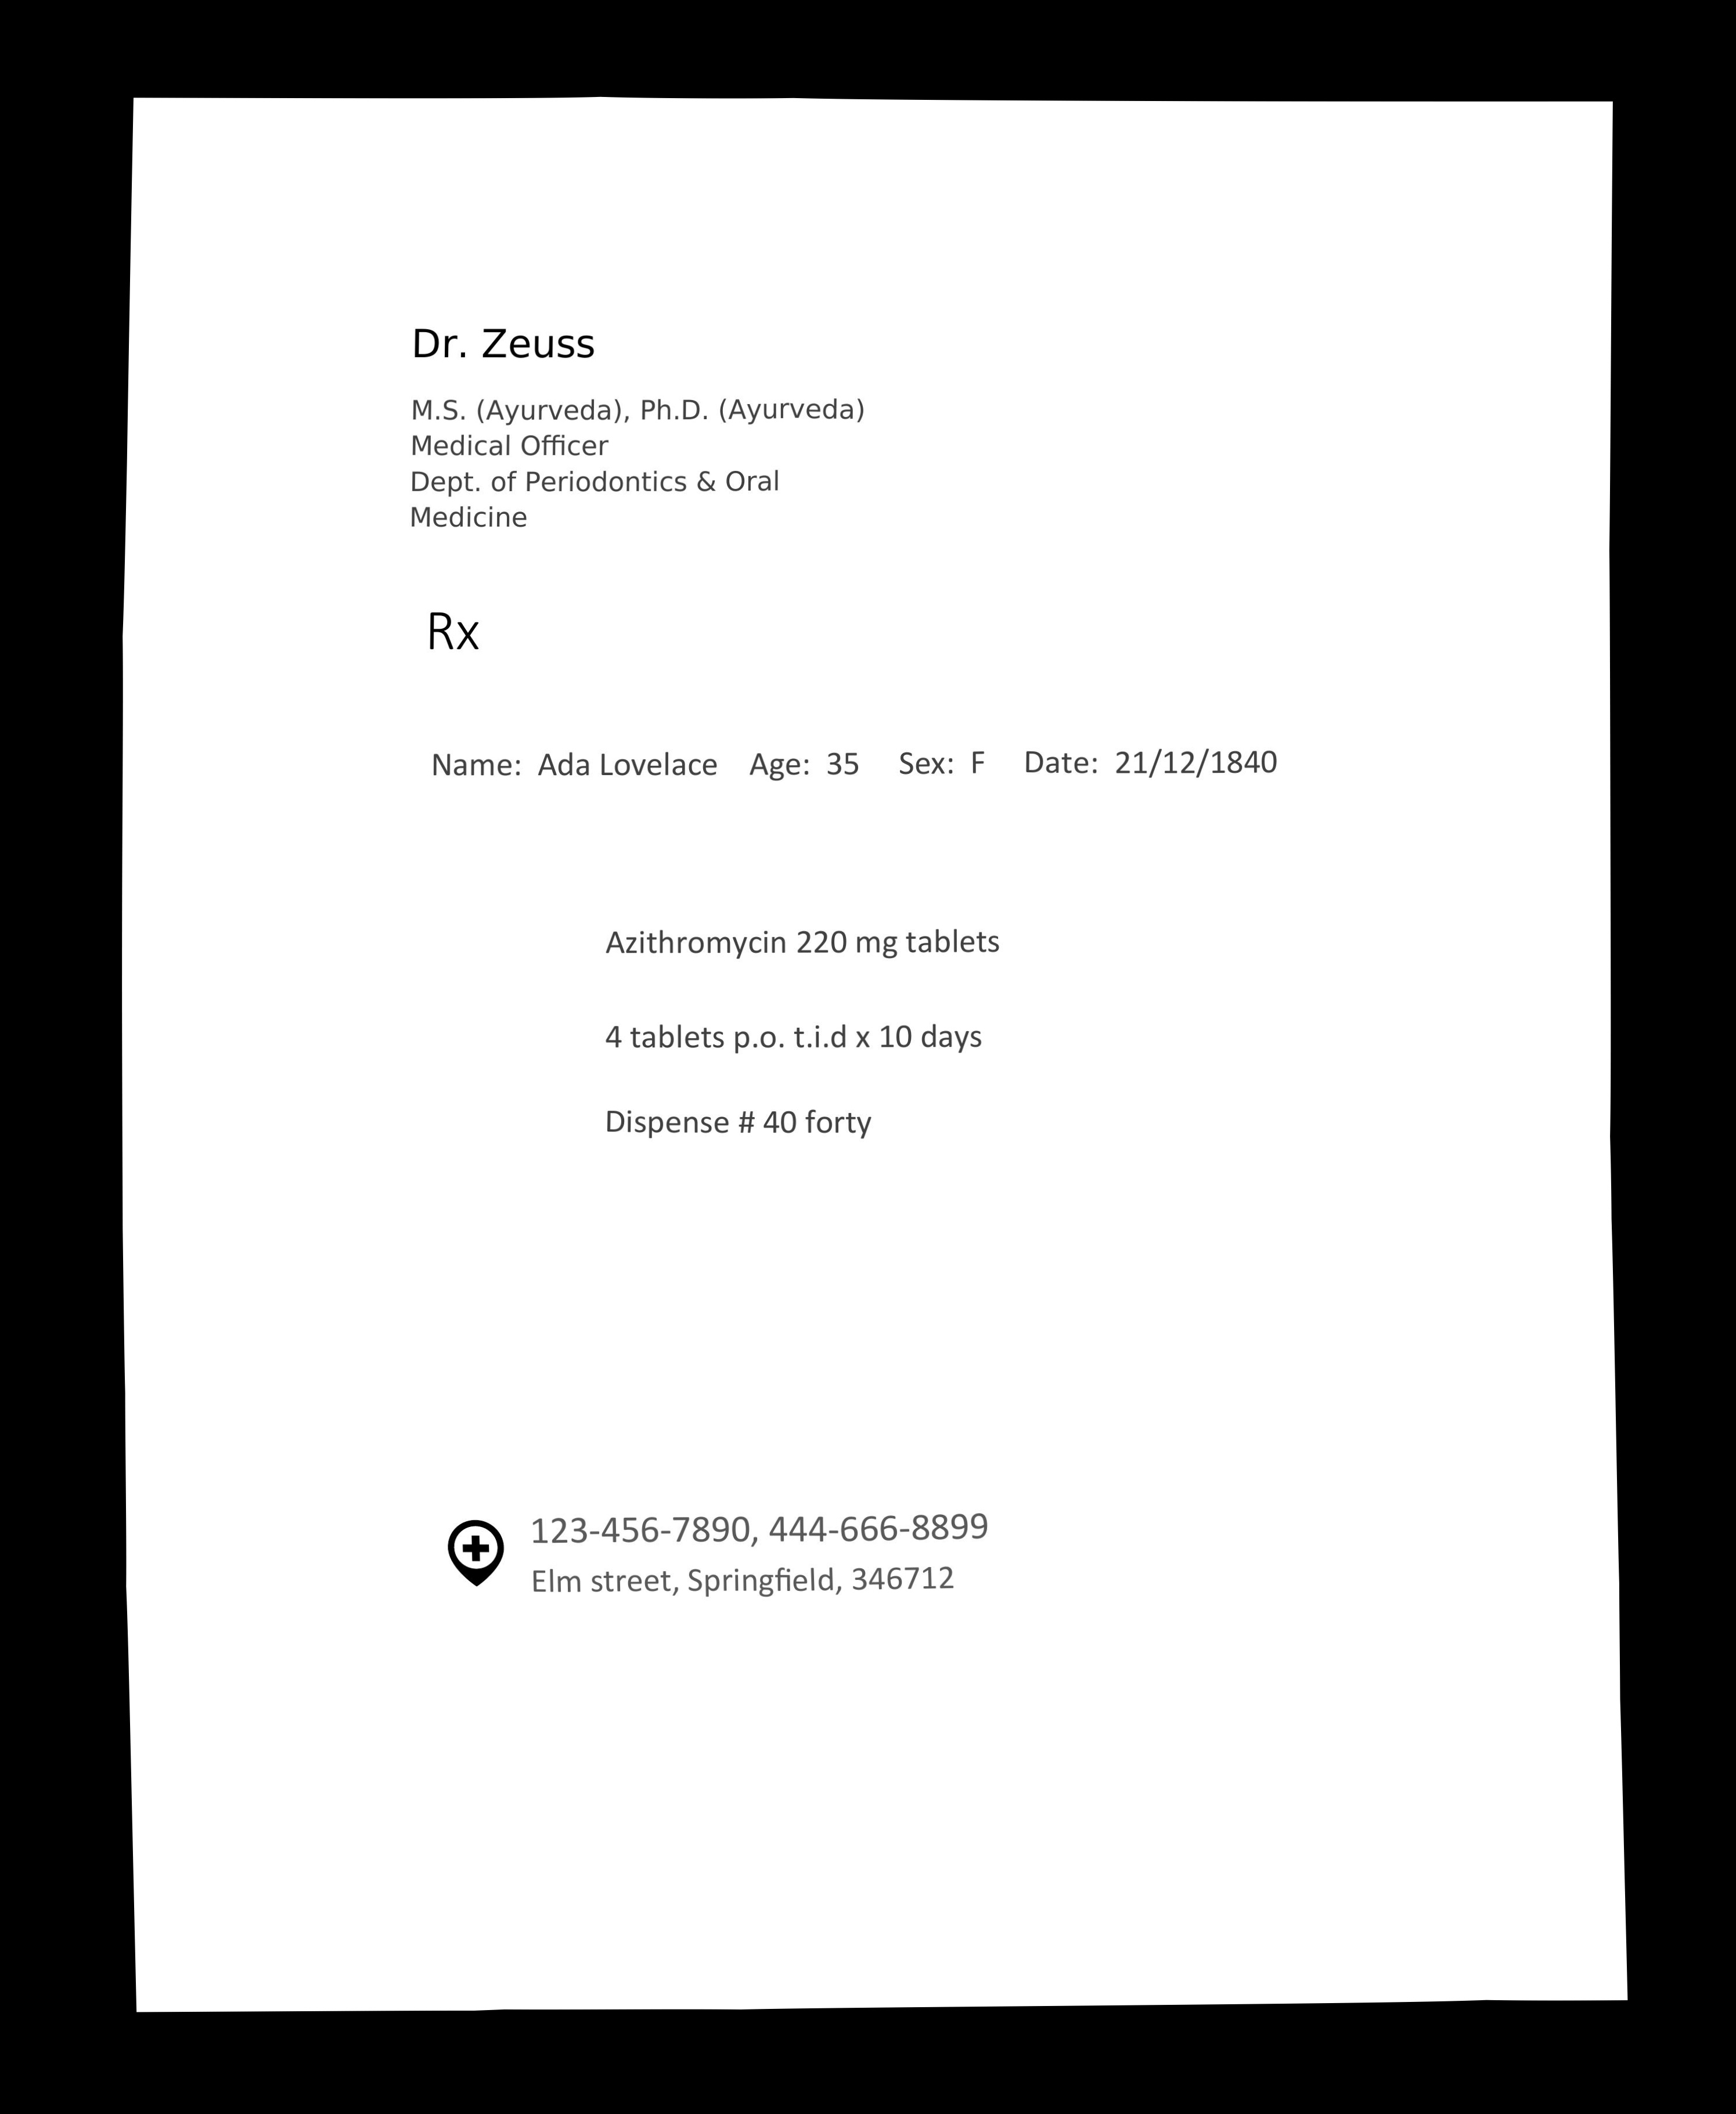 Dr. Zeuss
M.S. (Ayurveda), Ph.D. (Ayurveda)
Medical Officer
Dept. of Periodontics & Oral
Medicine
Rx
Name: Ada Lovelace Age: 35 Sex: F Date: 21/12/1840
Azithromycin 220 mg tablets
4 tablets p.o. t.i.d x 10 days
Dispense # 40 forty
123-456-7890, 444-666-8899
Elm street, Springfield, 346712